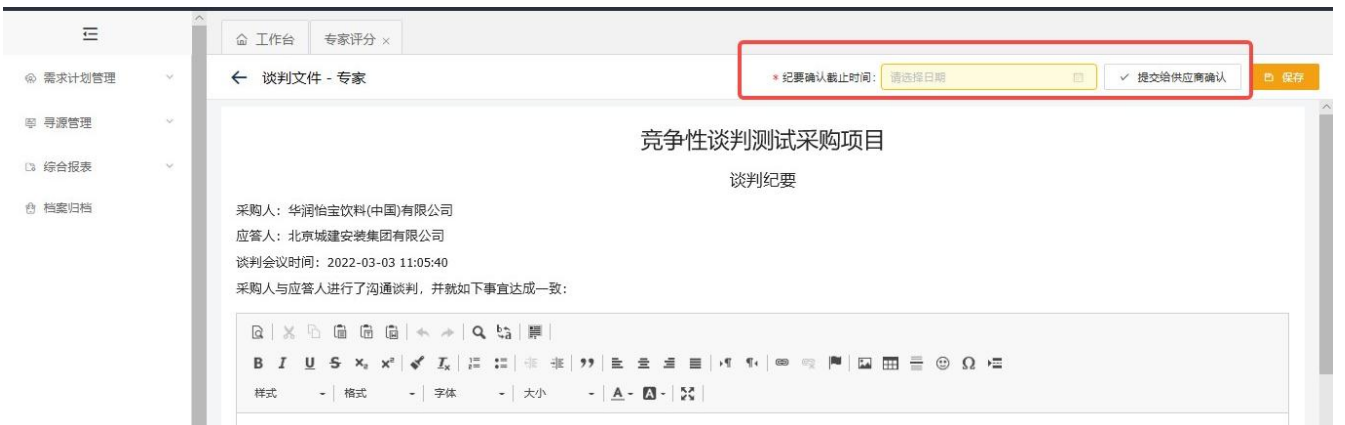 工作台
专家评分 ×
需求计划管理
寻源管理
综合报表
档案归档
谈判文件 - 专家
* 纪要确认截止时间: 请选择日期
提交给供应商确认
保存
竞争性谈判测试采购项目
谈判纪要
采购人: 华润怡宝饮料(中国)有限公司
应答人: 北京城建安装集团有限公司
谈判会议时间: 2022-03-03 11:05:40
采购人与应答人进行了沟通谈判, 并就如下事宜达成一致:
B I U S x₂ x² Iₓ
样式 格式 字体 大小 A A